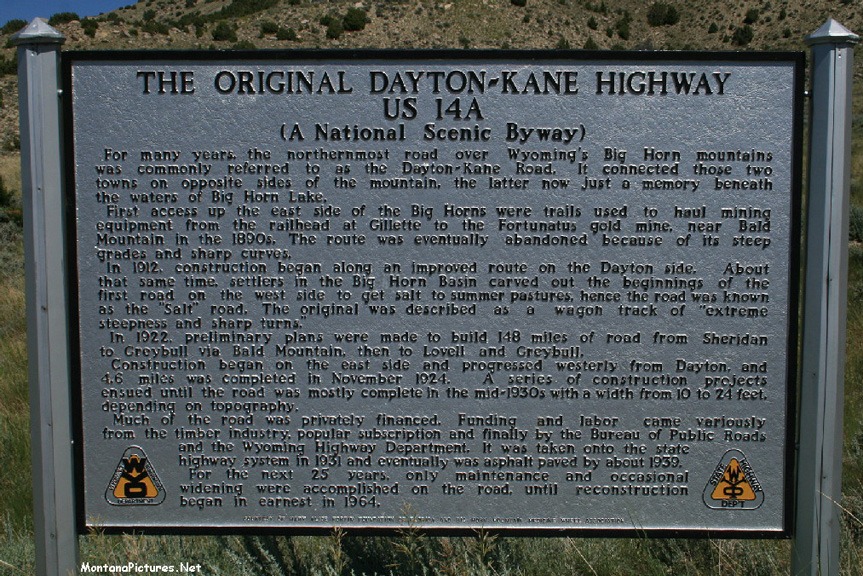 THE ORIGINAL DAYTON-KANE HIGHWAY
US 14A
(A National Scenic Byway)
For many years, the northernmost road over Wyoming's Big Horn mountains
was commonly referred to as the Dayton-Kane Road. It connected those two
towns on opposite sides of the mountain, the latter now just a memory beneath
the waters of Big Horn Lake.
First access up the east side of the Big Horns were trails used to haul mining
equipment from the railhead at Gillette to the Fortunatus gold mine, near Bald
Mountain in the 1890s. The route was eventually abandoned because of its steep
grades and sharp curves.
In 1912, construction began along an improved route on the Dayton side. About
that same time, settlers in the Big Horn Basin carved out the beginnings of the
first road on the west side to get salt to summer pastures, hence the road was known
as the "Salt" road. The original was described as a wagon track of "extreme
steepness and sharp turns."
In 1922, preliminary plans were made to build 148 miles of road from Sheridan
to Greybull via Bald Mountain, then to Lovell and Greybull.
Construction began on the east side and progressed westerly from Dayton, and
4.6 miles was completed in November 1924. A series of construction projects
ensued until the road was mostly complete in the mid-1930s with a width from 10 to 24 feet,
depending on topography.
Much of the road was privately financed. Funding and labor came variously
from the timber industry, popular subscription and finally by the Bureau of Public Roads
and the Wyoming Highway Department. It was taken onto the state
highway system in 1931 and eventually was asphalt paved by about 1939.
For the next 25 years, only maintenance and occasional
widening were accomplished on the road, until reconstruction
began in earnest in 1964.
STATE HIGHWAY
DEP'T
MontanaPictures.Net